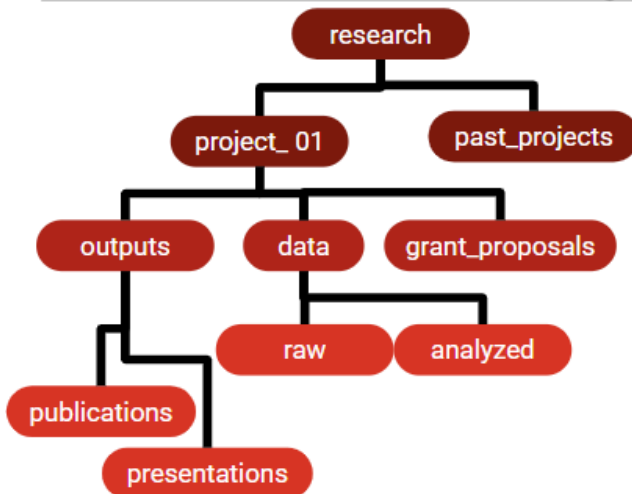 research
project_ 01
past_projects
outputs
data
grant_proposals
raw
analyzed
publications
presentations